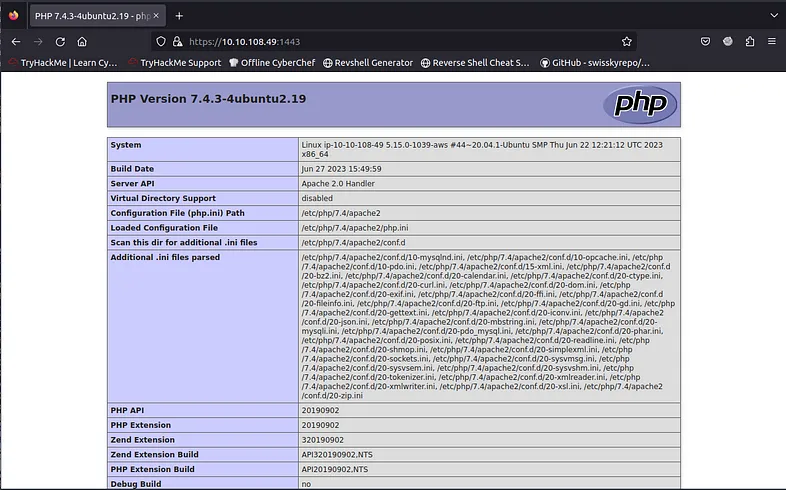 PHP 7.4.3-4ubuntu2.19 - php
https://10.10.108.49:1443
TryHackMe | Learn Cy…
TryHackMe Support
Offline CyberChef
Revshell Generator
Reverse Shell Cheat S…
GitHub - swisskyrepo/…
PHP Version 7.4.3-4ubuntu2.19
php
System
Linux ip-10-10-108-49 5.15.0-1039-aws #44~20.04.1-Ubuntu SMP Thu Jun 22 12:21:12 UTC 2023
x86_64
Build Date
Jun 27 2023 15:49:59
Server API
Apache 2.0 Handler
Virtual Directory Support
disabled
Configuration File (php.ini) Path
/etc/php/7.4/apache2
Loaded Configuration File
/etc/php/7.4/apache2/php.ini
Scan this dir for additional .ini files
/etc/php/7.4/apache2/conf.d
Additional .ini files parsed
/etc/php/7.4/apache2/conf.d/10-mysqlnd.ini, /etc/php/7.4/apache2/conf.d/10-opcache.ini, /etc/php
/7.4/apache2/conf.d/10-pdo.ini, /etc/php/7.4/apache2/conf.d/15-xml.ini, /etc/php/7.4/apache2/conf.d
/20-bz2.ini, /etc/php/7.4/apache2/conf.d/20-calendar.ini, /etc/php/7.4/apache2/conf.d/20-ctype.ini,
/etc/php/7.4/apache2/conf.d/20-curl.ini, /etc/php/7.4/apache2/conf.d/20-dom.ini, /etc/php
/7.4/apache2/conf.d/20-exif.ini, /etc/php/7.4/apache2/conf.d/20-ffi.ini, /etc/php/7.4/apache2/conf.d
/20-fileinfo.ini, /etc/php/7.4/apache2/conf.d/20-ftp.ini, /etc/php/7.4/apache2/conf.d/20-gd.ini, /etc/php
/7.4/apache2/conf.d/20-gettext.ini, /etc/php/7.4/apache2/conf.d/20-iconv.ini, /etc/php/7.4/apache2
/conf.d/20-json.ini, /etc/php/7.4/apache2/conf.d/20-mbstring.ini, /etc/php/7.4/apache2/conf.d/20-
mysqli.ini, /etc/php/7.4/apache2/conf.d/20-pdo_mysql.ini, /etc/php/7.4/apache2/conf.d/20-phar.ini,
/etc/php/7.4/apache2/conf.d/20-posix.ini, /etc/php/7.4/apache2/conf.d/20-readline.ini, /etc/php
/7.4/apache2/conf.d/20-shmop.ini, /etc/php/7.4/apache2/conf.d/20-simplexml.ini, /etc/php
/7.4/apache2/conf.d/20-sockets.ini, /etc/php/7.4/apache2/conf.d/20-sysvmsg.ini, /etc/php
/7.4/apache2/conf.d/20-sysvsem.ini, /etc/php/7.4/apache2/conf.d/20-sysvshm.ini, /etc/php
/7.4/apache2/conf.d/20-tokenizer.ini, /etc/php/7.4/apache2/conf.d/20-xmlreader.ini, /etc/php
/7.4/apache2/conf.d/20-xmlwriter.ini, /etc/php/7.4/apache2/conf.d/20-xsl.ini, /etc/php/7.4/apache2
/conf.d/20-zip.ini
PHP API
20190902
PHP Extension
20190902
Zend Extension
320190902
Zend Extension Build
API320190902,NTS
PHP Extension Build
API20190902,NTS
Debug Build
no